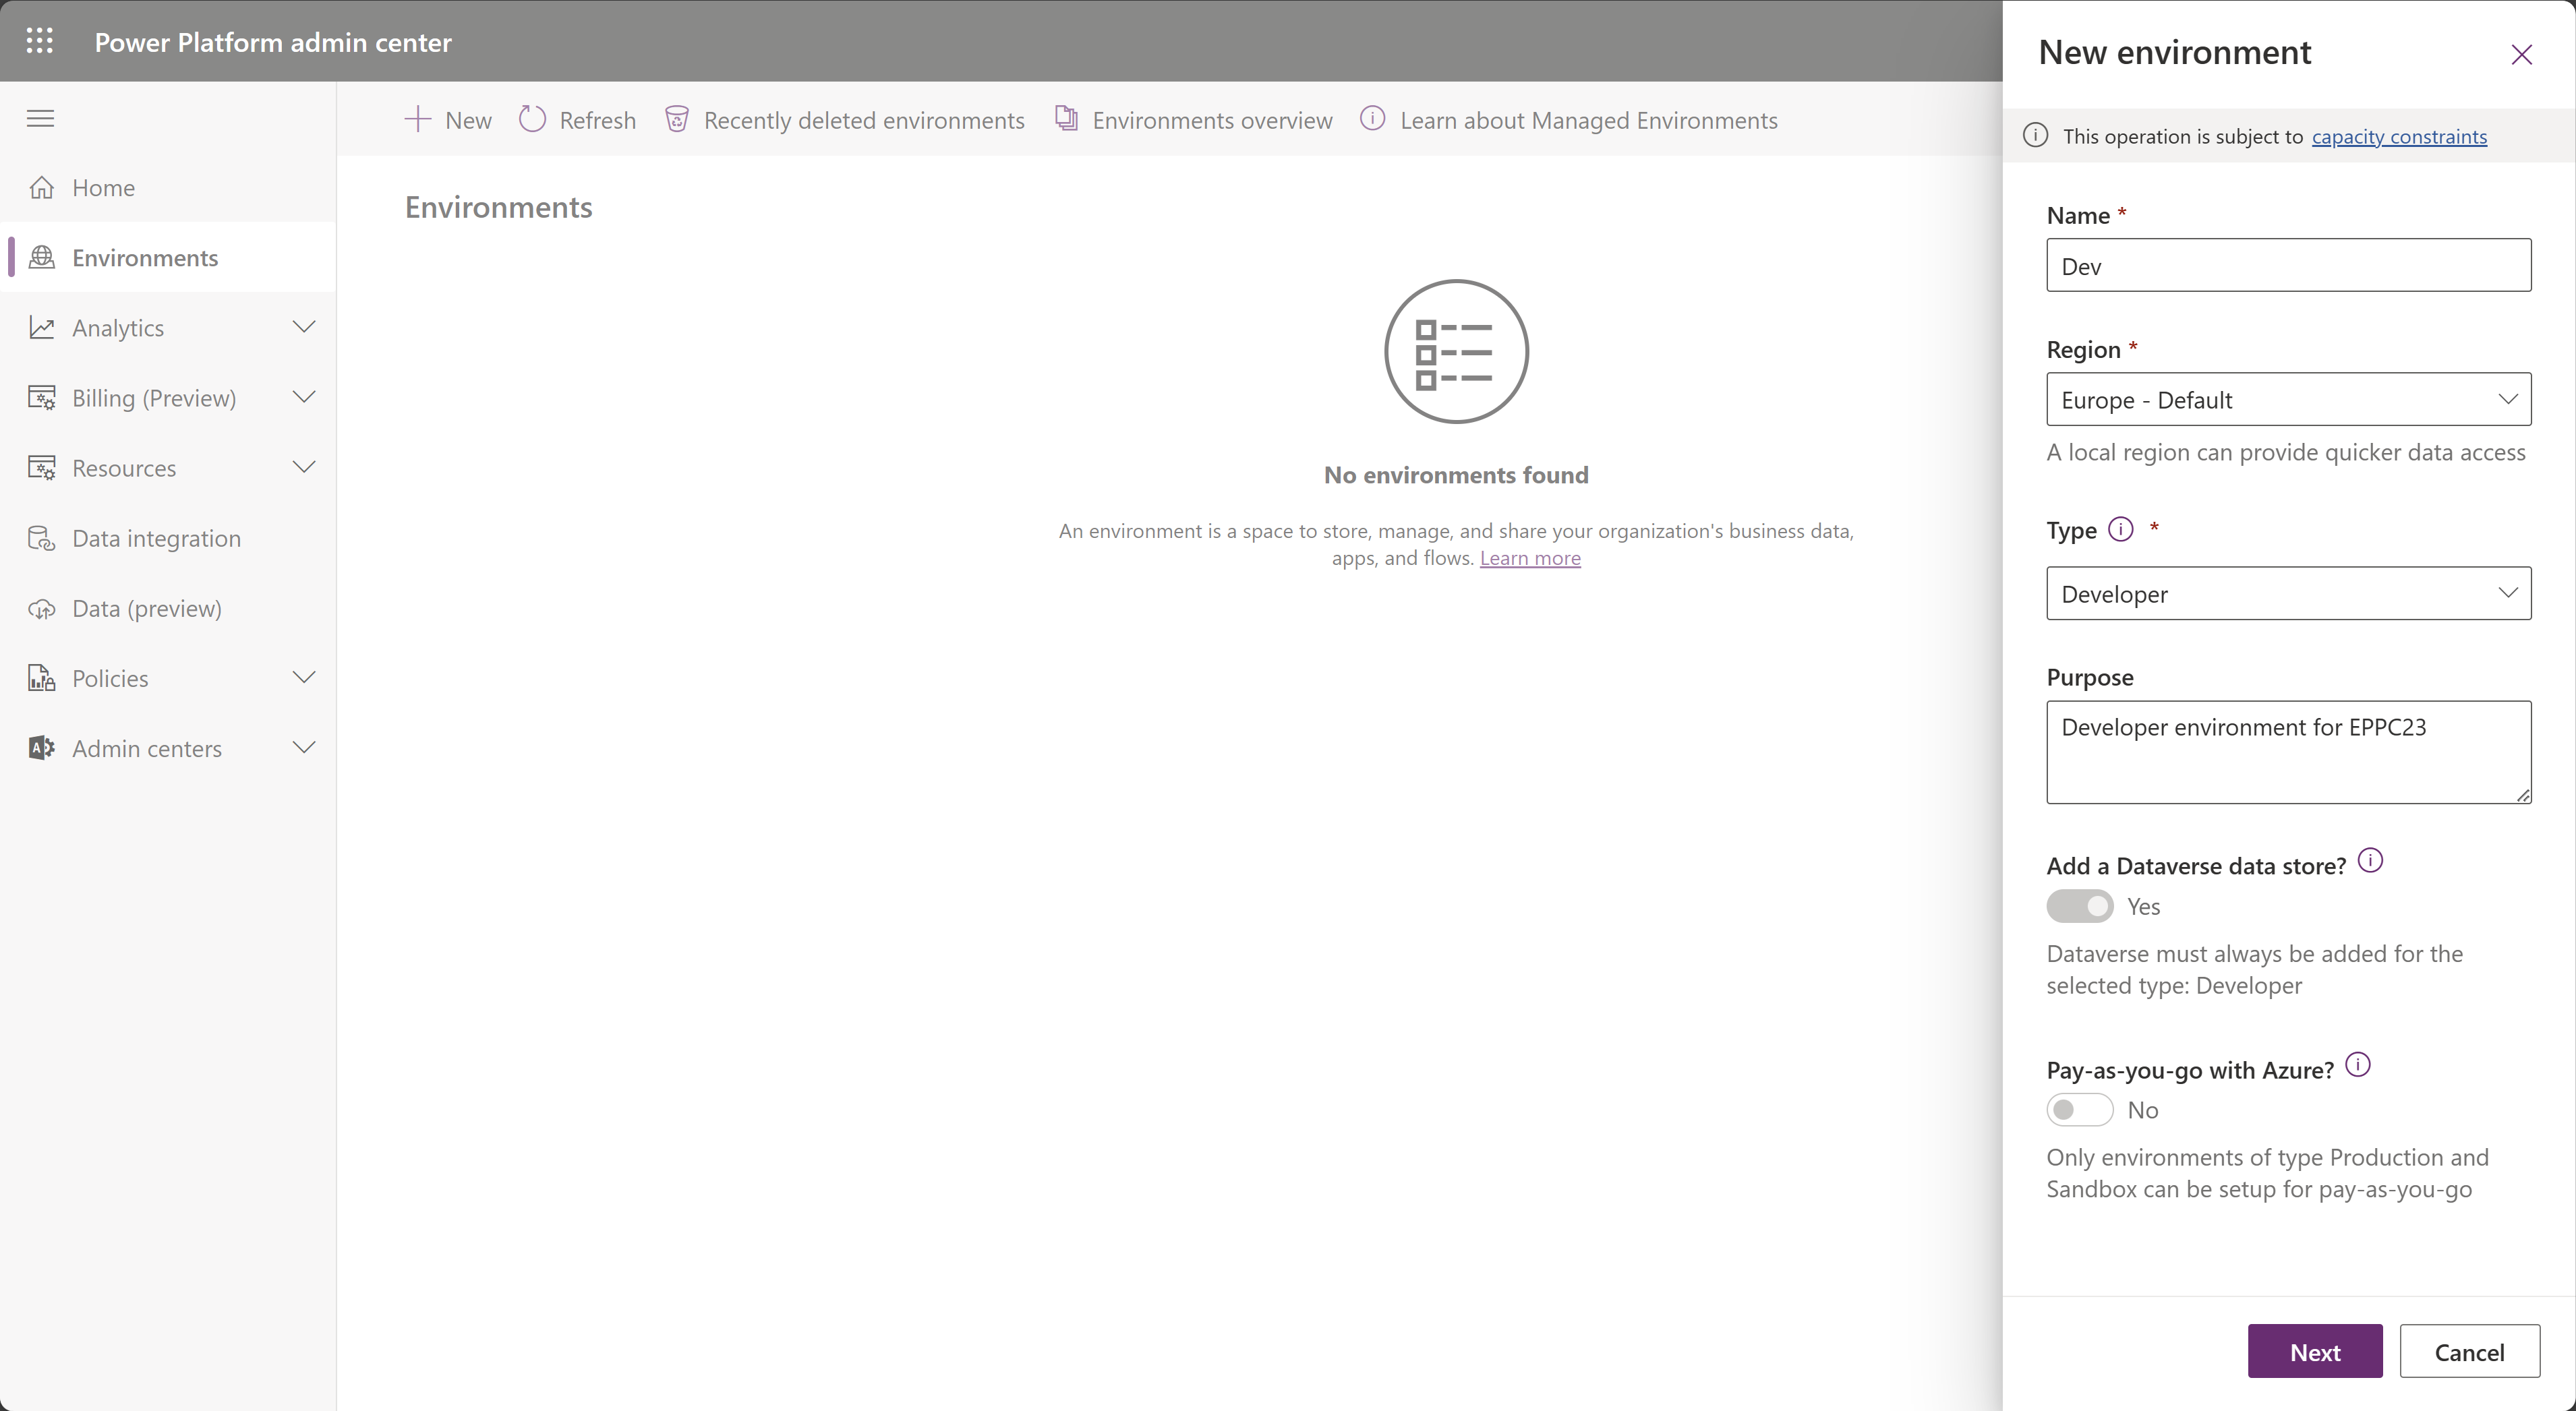 Power Platform admin center
Home
Environments
Analytics
Billing (Preview)
Resources
Data integration
Data (preview)
Policies
Admin centers
New
Refresh
Recently deleted environments
Environments overview
Learn about Managed Environments
Environments
No environments found
An environment is a space to store, manage, and share your organization's business data,
apps, and flows. Learn more
New environment
This operation is subject to capacity constraints
Name *
Dev
Region *
Europe - Default
A local region can provide quicker data access
Type *
Developer
Purpose
Developer environment for EPPC23
Add a Dataverse data store?
Yes
Dataverse must always be added for the
selected type: Developer
Pay-as-you-go with Azure?
No
Only environments of type Production and
Sandbox can be setup for pay-as-you-go
Next
Cancel